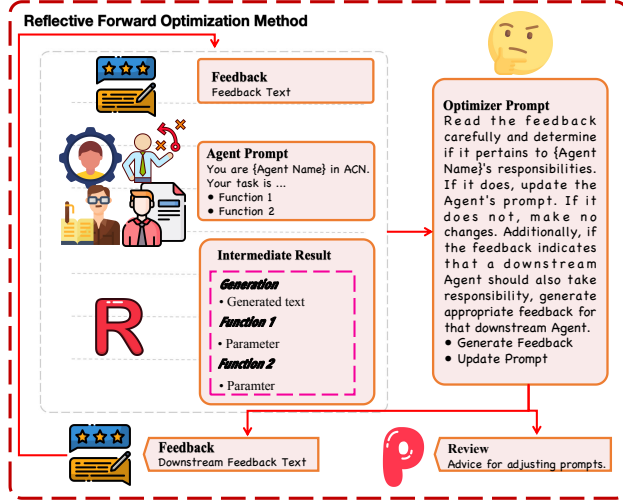 Reflective Forward Optimization Method
Feedback
Feedback Text
Agent Prompt
You are {Agent Name} in ACN.
Your task is ...
• Function 1
• Function 2
Intermediate Result
Generation
• Generated text
Function 1
• Parameter
Function 2
• Paramter
R
Optimizer Prompt
Read the feedback
carefully and determine
if it pertains to {Agent
Name}'s responsibilities.
If it does, update the
Agent's prompt. If it
does not, make no
changes. Additionally, if
the feedback indicates
that a downstream
Agent should also take
responsibility, generate
appropriate feedback for
that downstream Agent.
• Generate Feedback
• Update Prompt
Feedback
Downstream Feedback Text
P
Review
Advice for adjusting prompts.